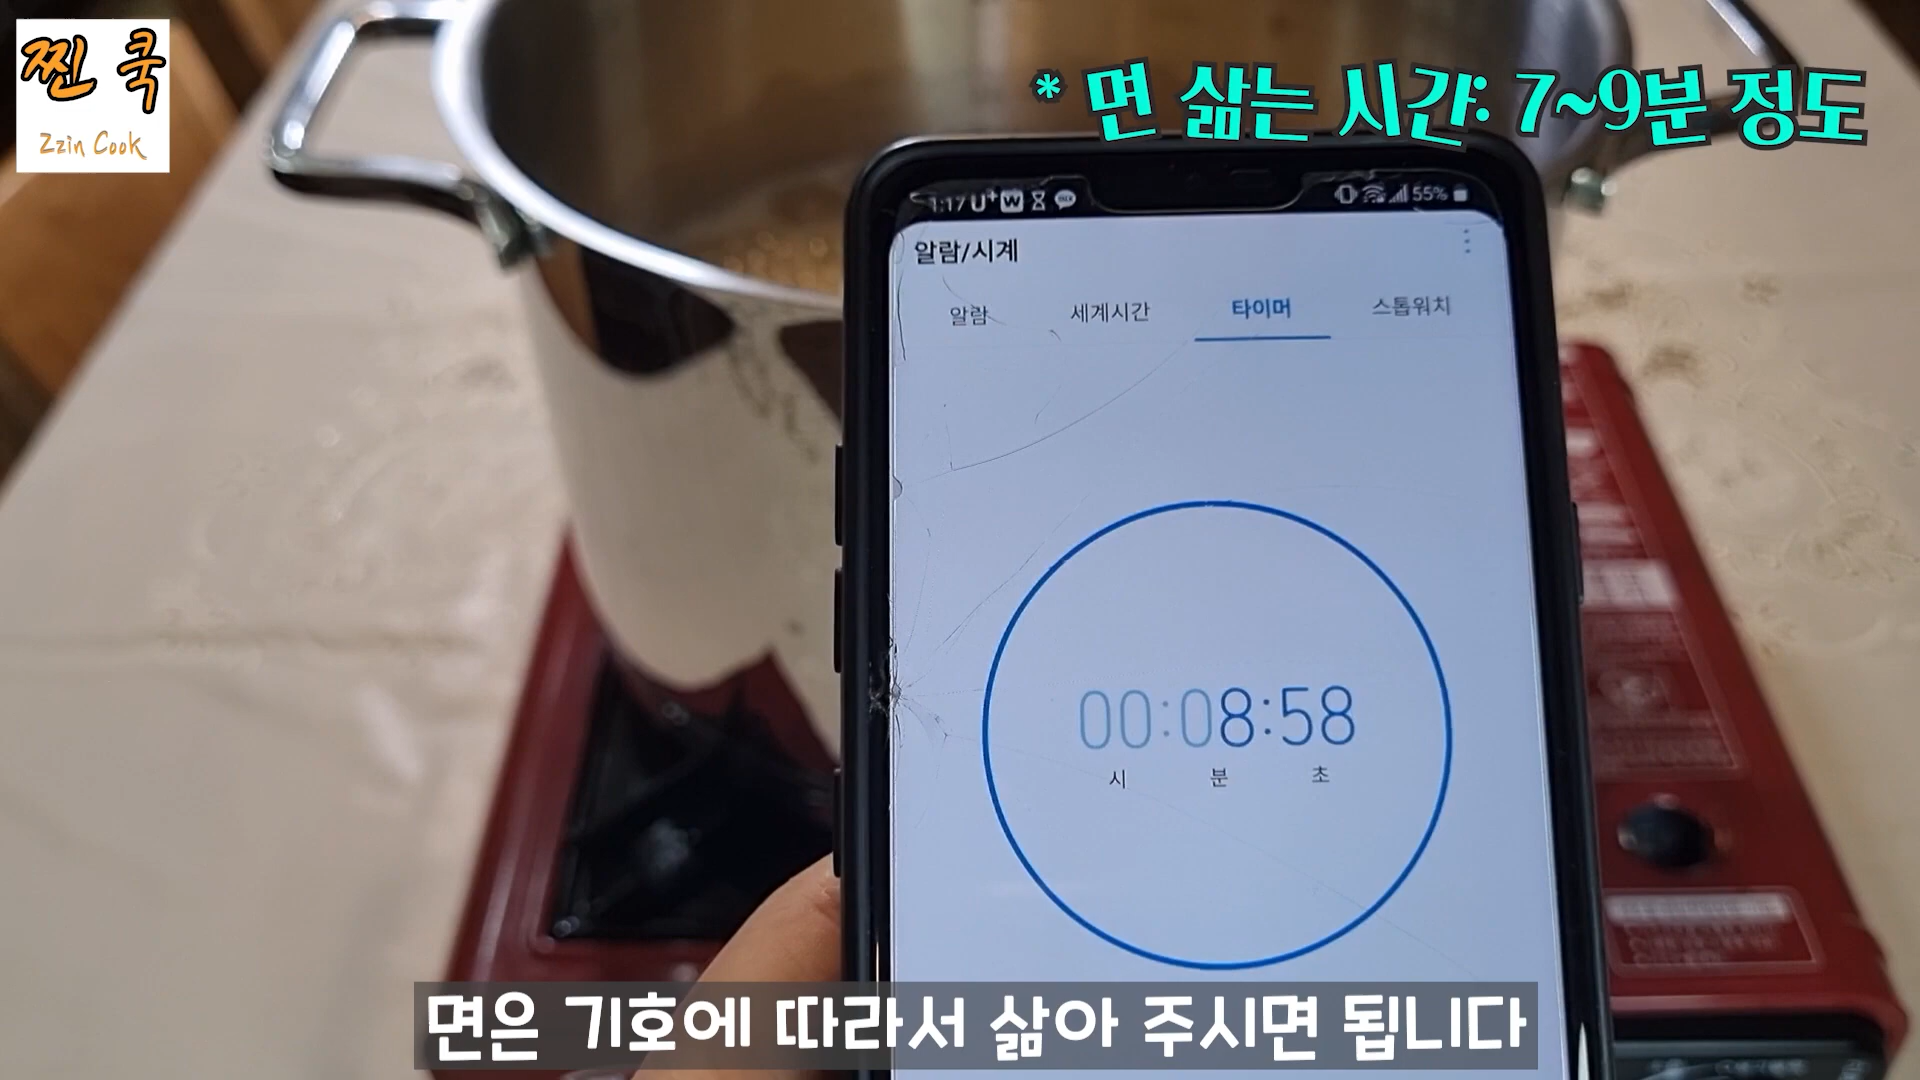 찐 쿡
Zzin Cook
* 면 삶는 시간: 7~9분 정도
1:17 U+ W 55%
알람/시계
알람 세계시간 타이머 스톱워치
00:08:58
시 분 초
면은 기호에 따라서 삶아 주시면 됩니다